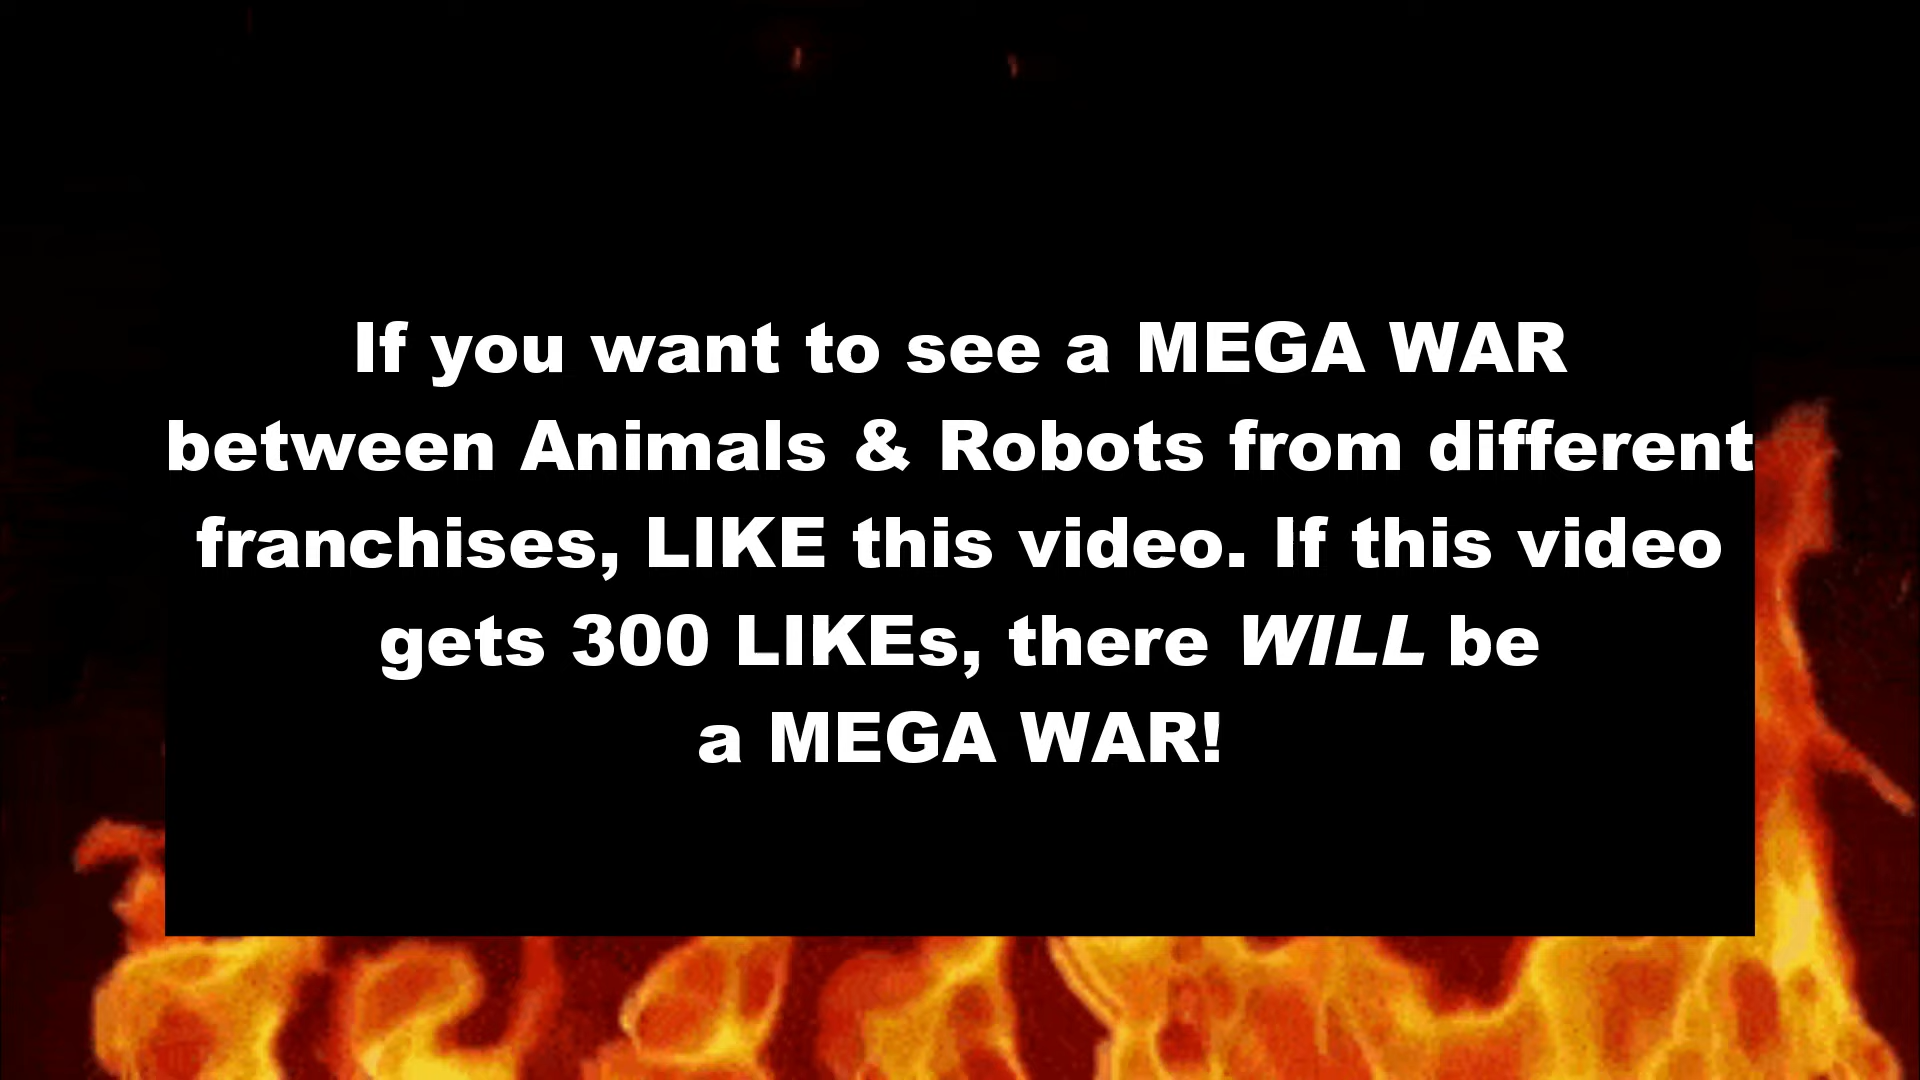 If you want to see a MEGA WAR
between Animals & Robots from different
franchises, LIKE this video. If this video
gets 300 LIKEs, there WILL be
a MEGA WAR!